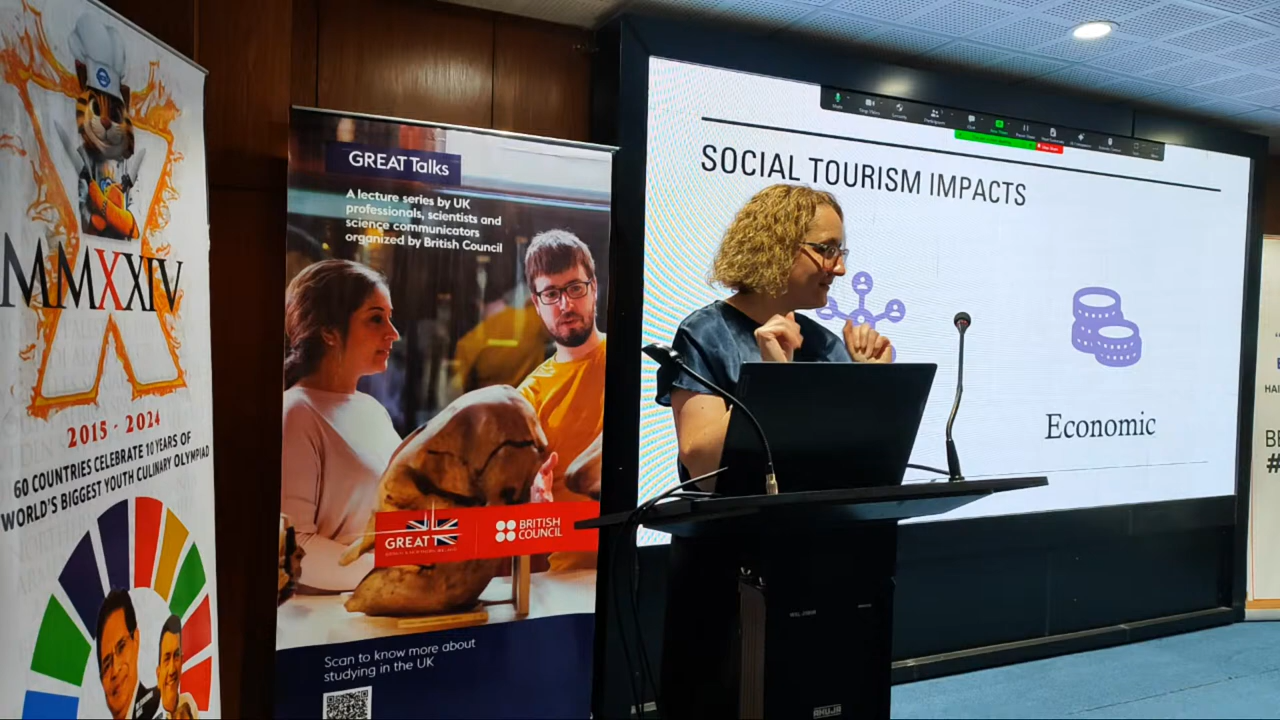 MMXXIV
2015 - 2024
60 COUNTRIES CELEBRATE 10 YEARS OF
WORLD'S BIGGEST YOUTH CULINARY OLYMPIAD
GREAT Talks
A lecture series by UK
professionals, scientists and
science communicators
organized by British Council
GREAT
BRITISH
COUNCIL
Scan to know more about
studying in the UK
SOCIAL TOURISM IMPACTS
Economic
AHUJA